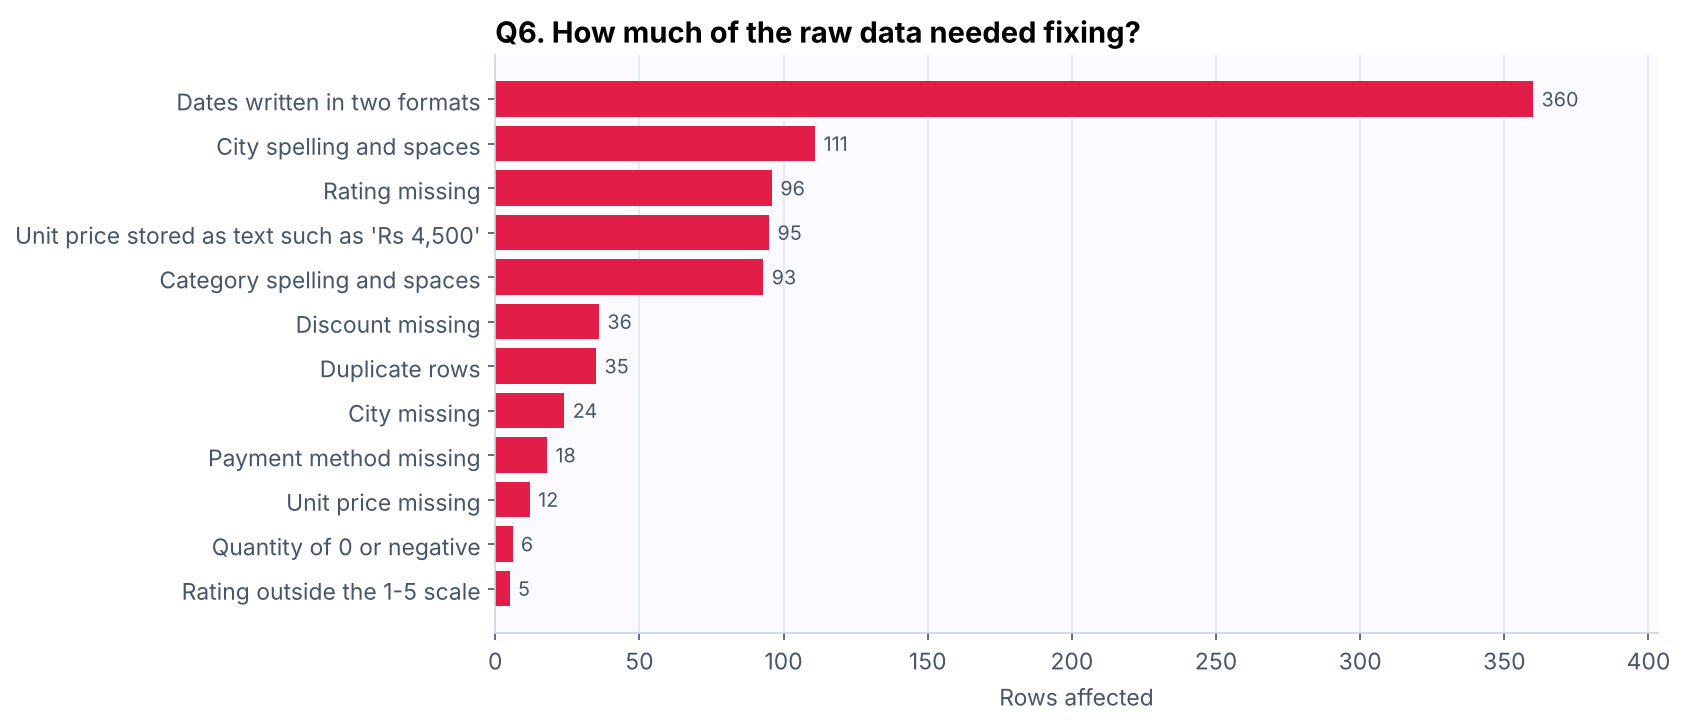 Q6. How much of the raw data needed fixing?
Dates written in two formats 360
City spelling and spaces 111
Rating missing 96
Unit price stored as text such as 'Rs 4,500' 95
Category spelling and spaces 93
Discount missing 36
Duplicate rows 35
City missing 24
Payment method missing 18
Unit price missing 12
Quantity of 0 or negative 6
Rating outside the 1-5 scale 5
0 50 100 150 200 250 300 350 400
Rows affected